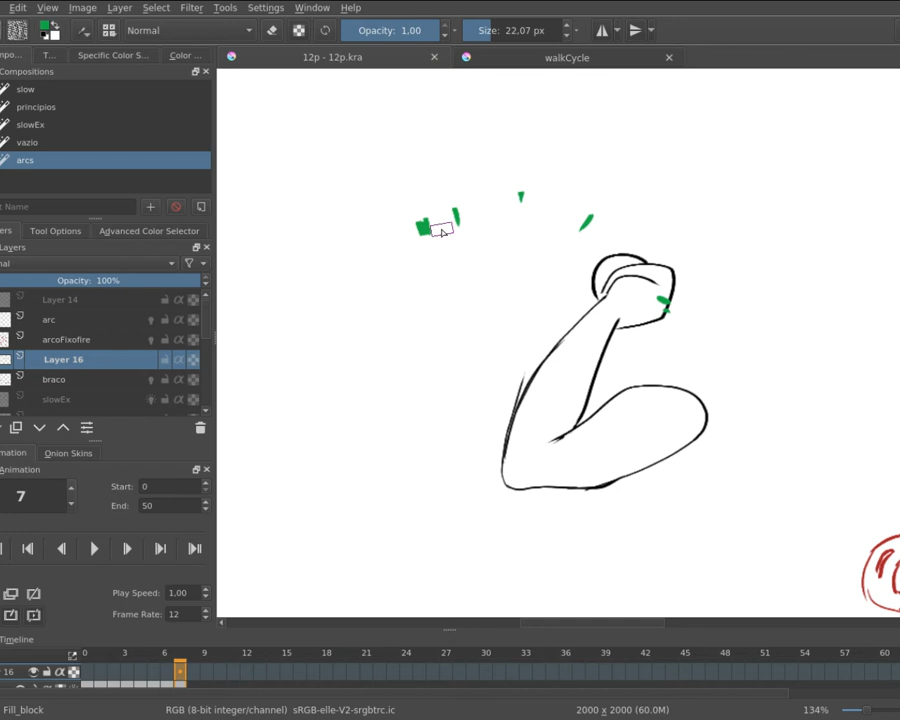 Edit View Image Layer Select Filter Tools Settings Window Help
Normal Opacity: 1,00 Size: 22,07 px
T... Specific Color S... Color ...
12p - 12p.kra
walkCycle
Compositions
slow
principios
slowEx
vazio
arcs
Tool Options Advanced Color Selector
Layers
Opacity: 100%
Layer 14
arc
arcoFixofire
Layer 16
braco
slowEx
Onion Skins
Animation
7 Start: 0
End: 50
Play Speed: 1,00
Frame Rate: 12
Timeline
0 3 6 9 12 15 18 21 24 27 30 33 36 39 42 45 48 51 54 57 60
16
Fill_block RGB (8-bit integer/channel) sRGB-elle-V2-srgbtrc.ic 2000 x 2000 (60.0M) 134%